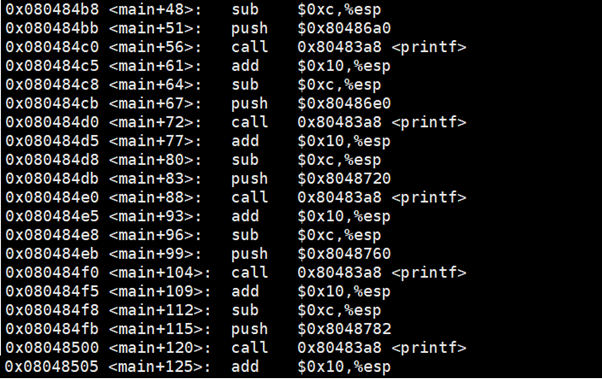 0x080484b8 <main+48>:   sub    $0xc,%esp
0x080484bb <main+51>:   push   $0x80486a0
0x080484c0 <main+56>:   call   0x80483a8 <printf>
0x080484c5 <main+61>:   add    $0x10,%esp
0x080484c8 <main+64>:   sub    $0xc,%esp
0x080484cb <main+67>:   push   $0x80486e0
0x080484d0 <main+72>:   call   0x80483a8 <printf>
0x080484d5 <main+77>:   add    $0x10,%esp
0x080484d8 <main+80>:   sub    $0xc,%esp
0x080484db <main+83>:   push   $0x8048720
0x080484e0 <main+88>:   call   0x80483a8 <printf>
0x080484e5 <main+93>:   add    $0x10,%esp
0x080484e8 <main+96>:   sub    $0xc,%esp
0x080484eb <main+99>:   push   $0x8048760
0x080484f0 <main+104>:  call   0x80483a8 <printf>
0x080484f5 <main+109>:  add    $0x10,%esp
0x080484f8 <main+112>:  sub    $0xc,%esp
0x080484fb <main+115>:  push   $0x8048782
0x08048500 <main+120>:  call   0x80483a8 <printf>
0x08048505 <main+125>:  add    $0x10,%esp